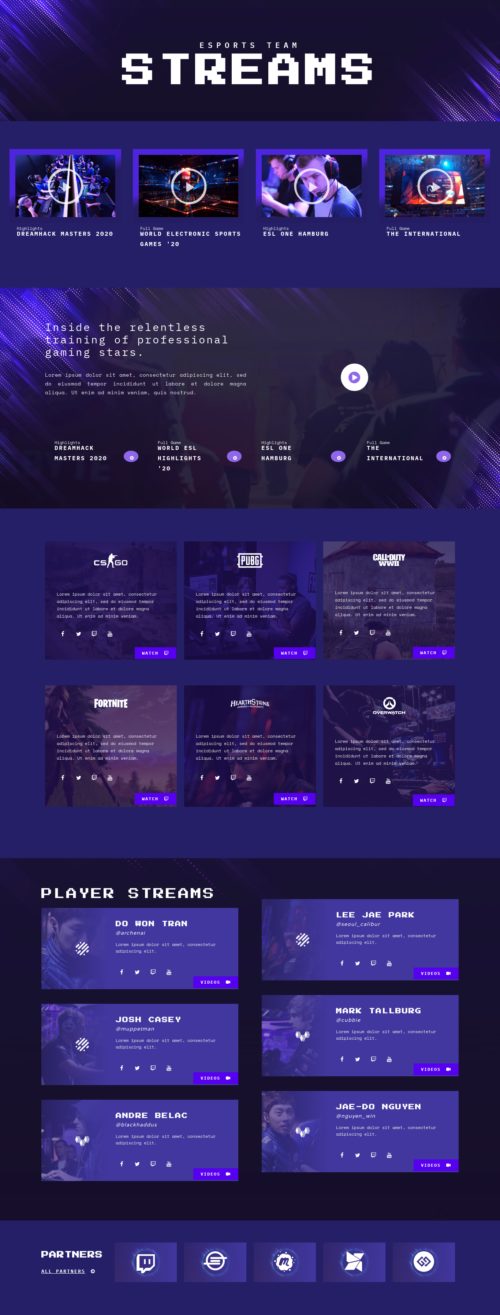 ESPORTS TEAM
STREAMS
Highlights
DREAMHACK MASTERS 2020
Full Game
WORLD ELECTRONIC SPORTS
GAMES '20
Highlights
ESL ONE HAMBURG
Full Game
THE INTERNATIONAL
Inside the relentless
training of professional
gaming stars.
Lorem ipsum dolor sit amet, consectetur adipiscing elit, sed
do eiusmod tempor incididunt ut labore et dolore magna
aliqua. Ut enim ad minim veniam, quis nostrud.
Highlights
DREAMHACK
MASTERS 2020
Full Game
WORLD ESL
HIGHLIGHTS
'20
Highlights
ESL ONE
HAMBURG
Full Game
THE
INTERNATIONAL
CS GO
Lorem ipsum dolor sit amet, consectetur
adipiscing elit, sed do eiusmod tempor
incididunt ut labore et dolore magna
aliqua. Ut enim ad minim veniam.
WATCH
PUBG
Lorem ipsum dolor sit amet, consectetur
adipiscing elit, sed do eiusmod tempor
incididunt ut labore et dolore magna
aliqua. Ut enim ad minim veniam.
WATCH
CALL OF DUTY
WWII
Lorem ipsum dolor sit amet, consectetur
adipiscing elit, sed do eiusmod tempor
incididunt ut labore et dolore magna
aliqua. Ut enim ad minim veniam.
WATCH
FORTNITE
Lorem ipsum dolor sit amet, consectetur
adipiscing elit, sed do eiusmod tempor
incididunt ut labore et dolore magna
aliqua. Ut enim ad minim veniam.
WATCH
HEARTHSTONE
Lorem ipsum dolor sit amet, consectetur
adipiscing elit, sed do eiusmod tempor
incididunt ut labore et dolore magna
aliqua. Ut enim ad minim veniam.
WATCH
OVERWATCH
Lorem ipsum dolor sit amet, consectetur
adipiscing elit, sed do eiusmod tempor
incididunt ut labore et dolore magna
aliqua. Ut enim ad minim veniam.
WATCH
PLAYER STREAMS
DO WON TRAN
@archenai
Lorem ipsum dolor sit amet, consectetur
adipiscing elit.
VIDEOS
LEE JAE PARK
@seoul_calibur
Lorem ipsum dolor sit amet, consectetur
adipiscing elit.
VIDEOS
JOSH CASEY
@muppetman
Lorem ipsum dolor sit amet, consectetur
adipiscing elit.
VIDEOS
MARK TALLBURG
@cubbie
Lorem ipsum dolor sit amet, consectetur
adipiscing elit.
VIDEOS
ANDRE BELAC
@blackhaddus
Lorem ipsum dolor sit amet, consectetur
adipiscing elit.
VIDEOS
JAE-DO NGUYEN
@nguyen_win
Lorem ipsum dolor sit amet, consectetur
adipiscing elit.
VIDEOS
PARTNERS
ALL PARTNERS